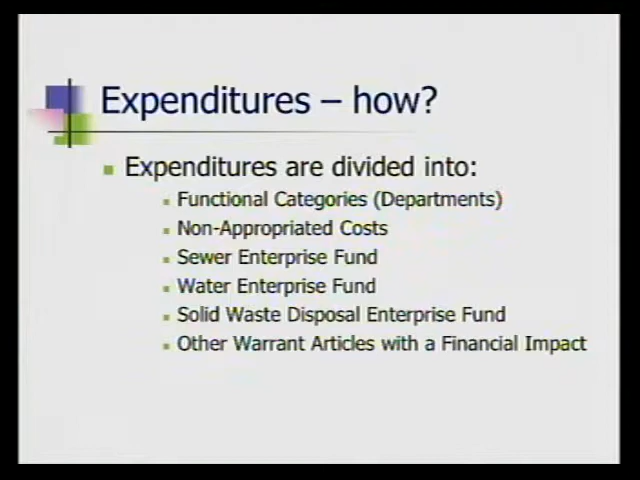 Expenditures – how?
Expenditures are divided into:
Functional Categories (Departments)
Non-Appropriated Costs
Sewer Enterprise Fund
Water Enterprise Fund
Solid Waste Disposal Enterprise Fund
Other Warrant Articles with a Financial Impact